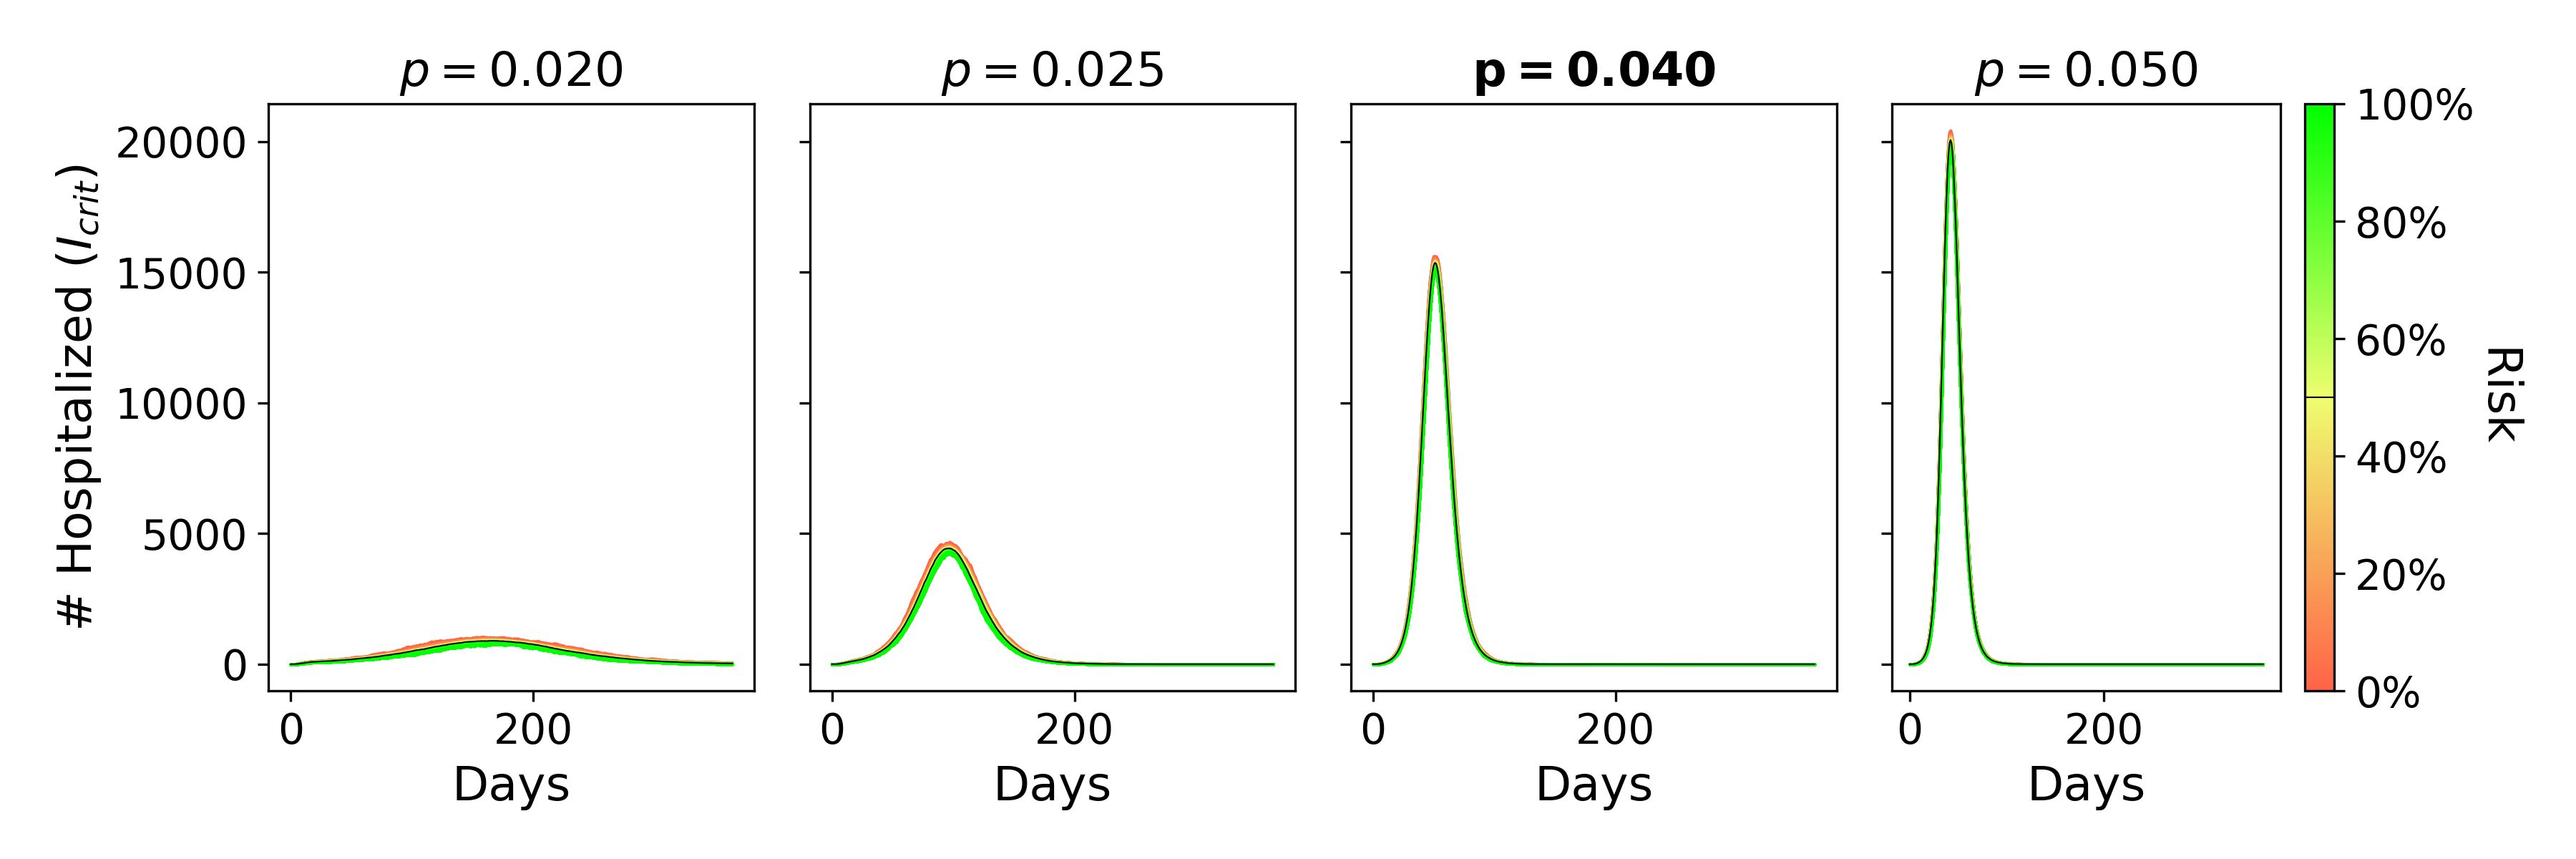 p = 0.020
p = 0.025
p = 0.040
p = 0.050
# Hospitalized (I_crit)
20000
15000
10000
5000
0
0 200
0 200
0 200
0 200
Days
Days
Days
Days
100%
80%
60%
40%
20%
0%
Risk